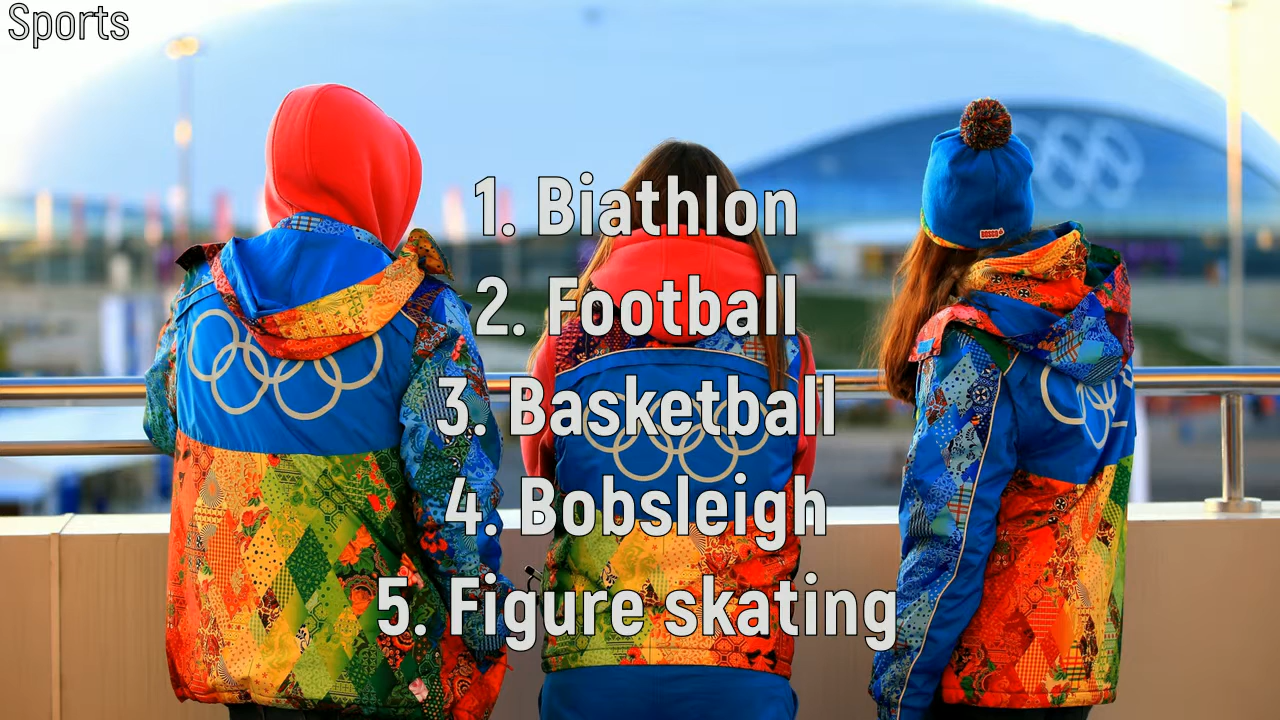 Sports
1. Biathlon
2. Football
3. Basketball
4. Bobsleigh
5. Figure skating